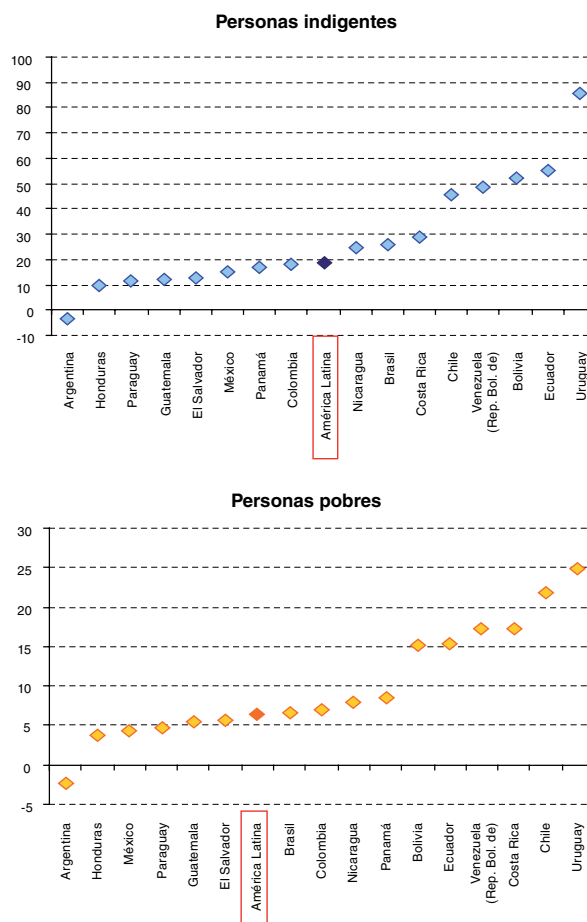 Personas indigentes
100
90
80
70
60
50
40
30
20
10
0
-10
Argentina
Honduras
Paraguay
Guatemala
El Salvador
México
Panamá
Colombia
América Latina
Nicaragua
Brasil
Costa Rica
Chile
Venezuela
(Rep. Bol. de)
Bolivia
Ecuador
Uruguay
Personas pobres
30
25
20
15
10
5
0
-5
Argentina
Honduras
México
Paraguay
Guatemala
El Salvador
América Latina
Brasil
Colombia
Nicaragua
Panamá
Bolivia
Ecuador
Venezuela
(Rep. Bol. de)
Costa Rica
Chile
Uruguay